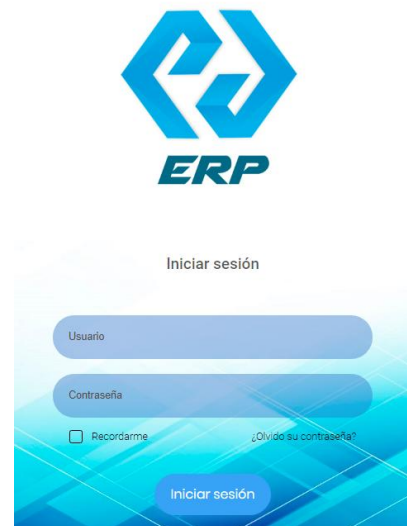 ERP
Iniciar sesión
Usuario
Contraseña
Recordarme ¿Olvido su contraseña?
Iniciar sesión